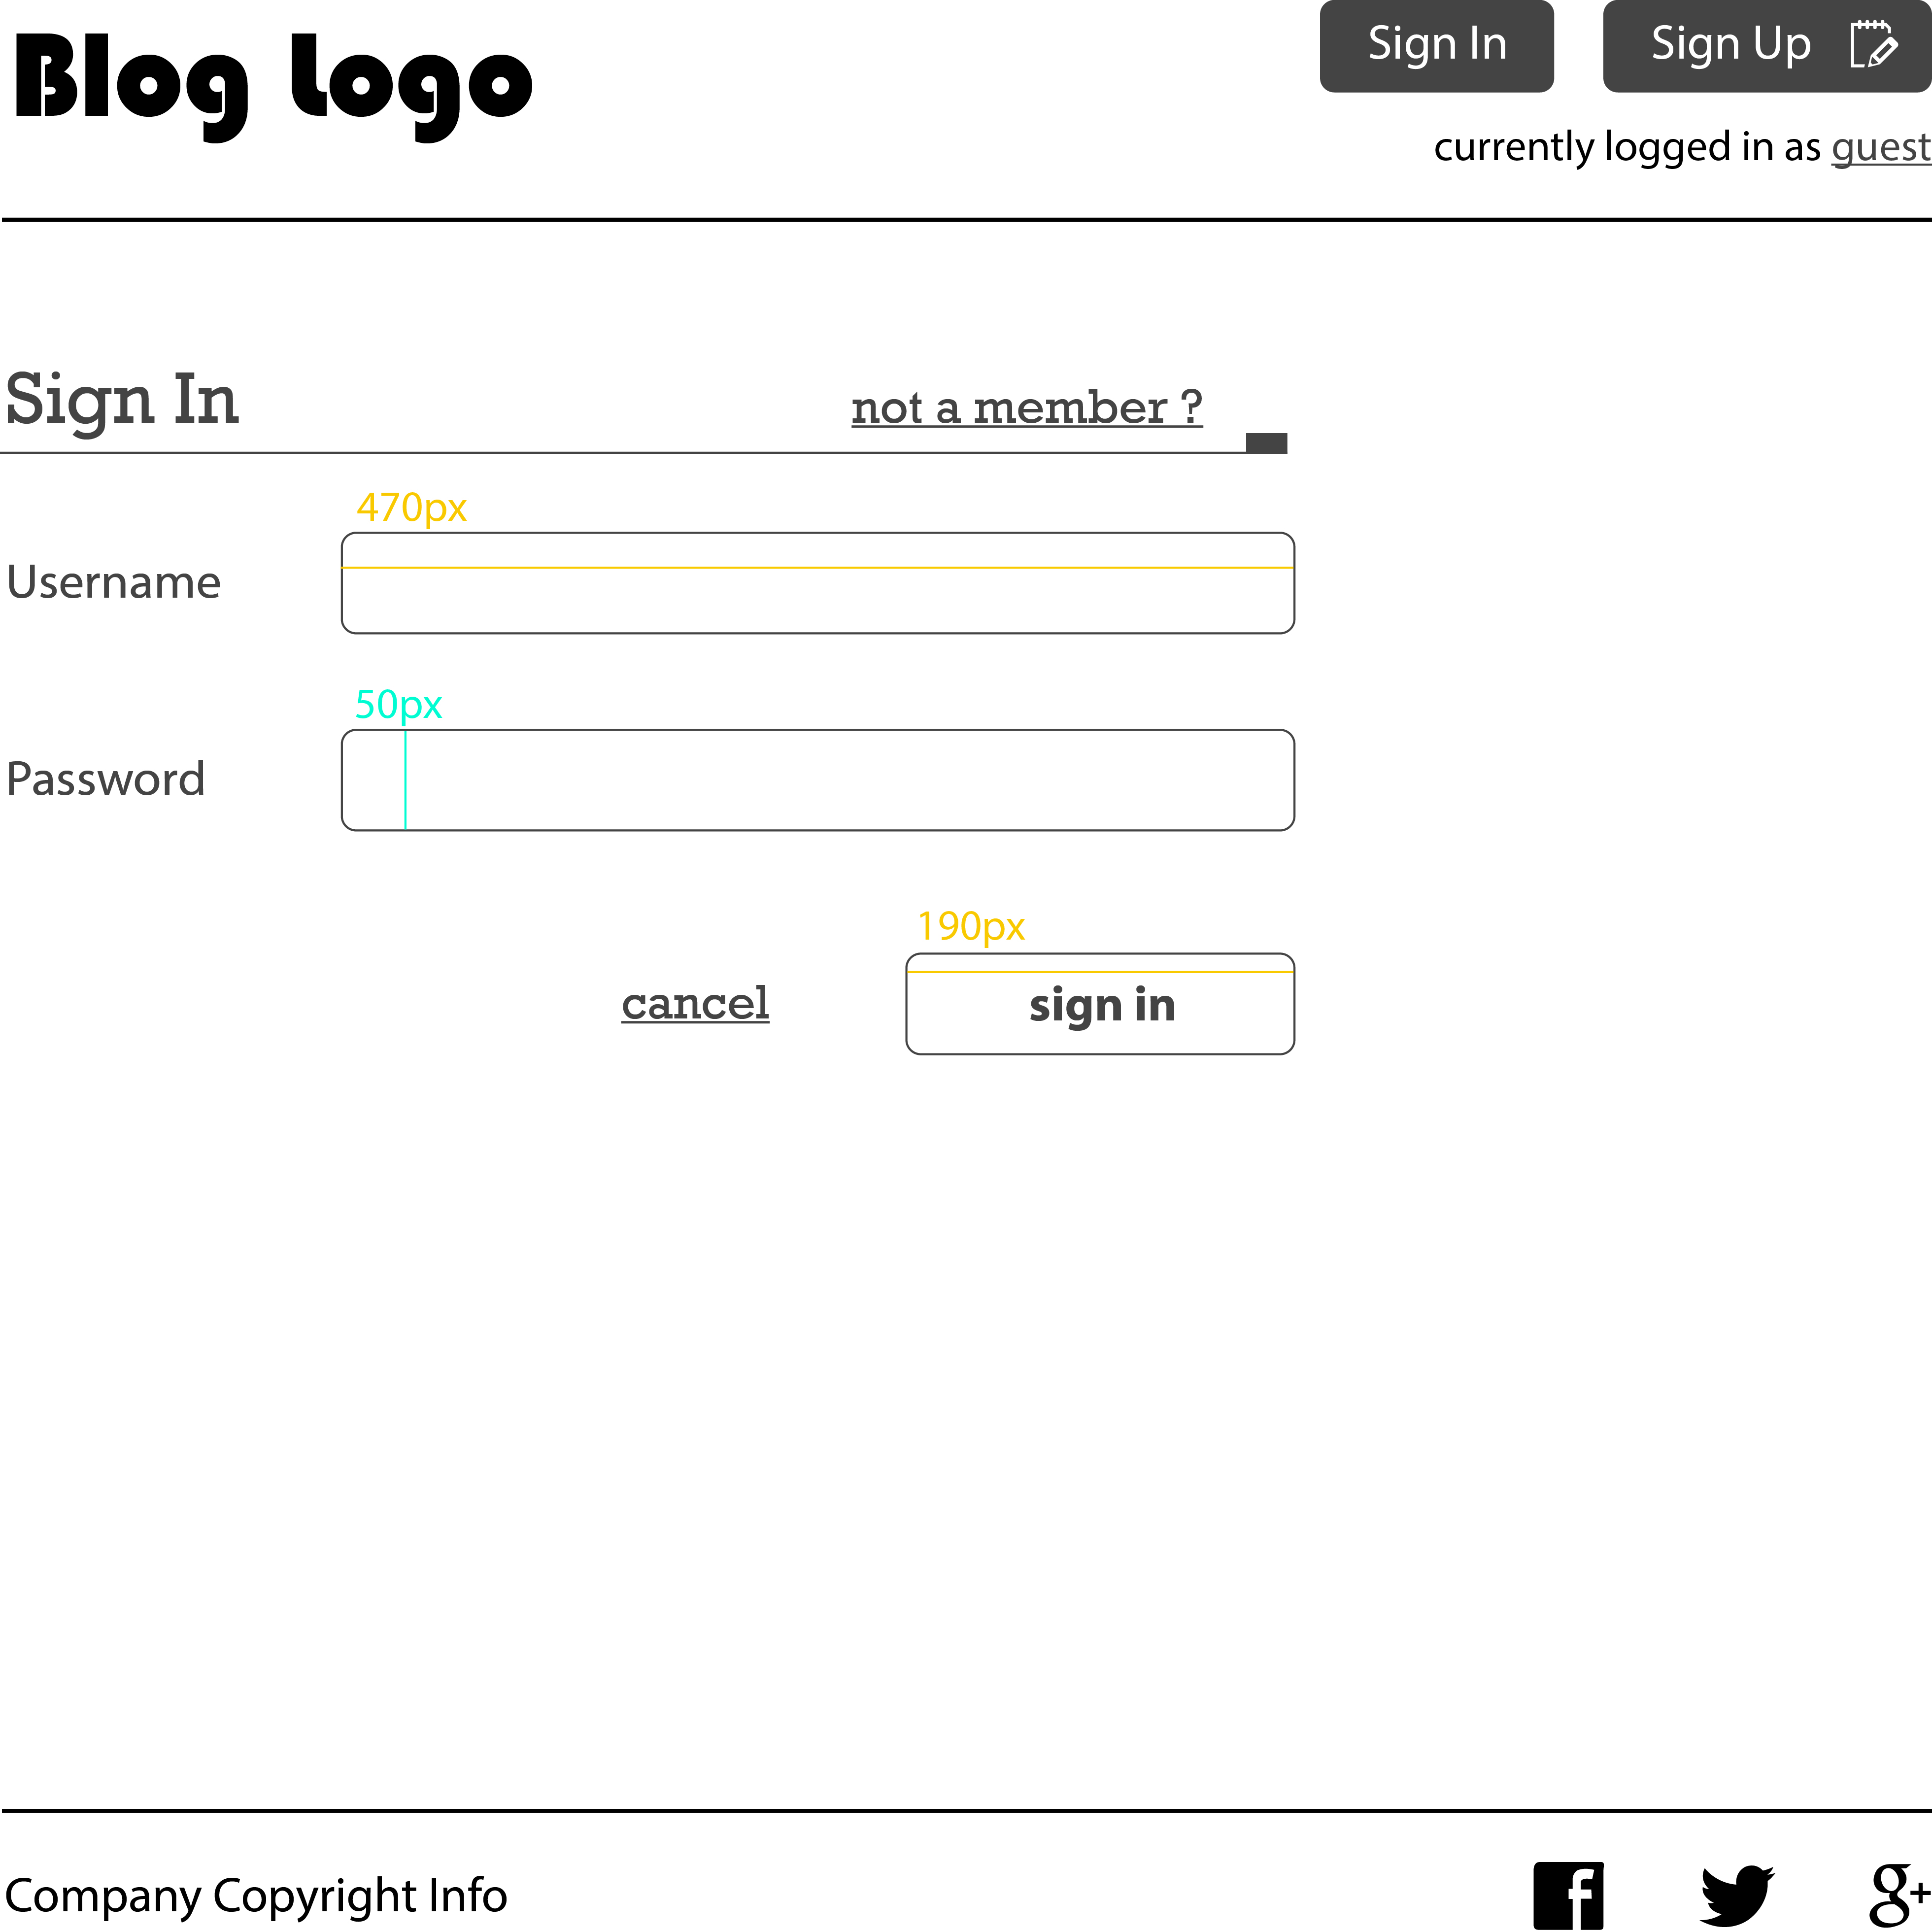 Blog Logo
Sign In
Sign Up
currently logged in as guest
Sign In
not a member ?
470px
Username
50px
Password
190px
cancel
sign in
Company Copyright Info
f
g+